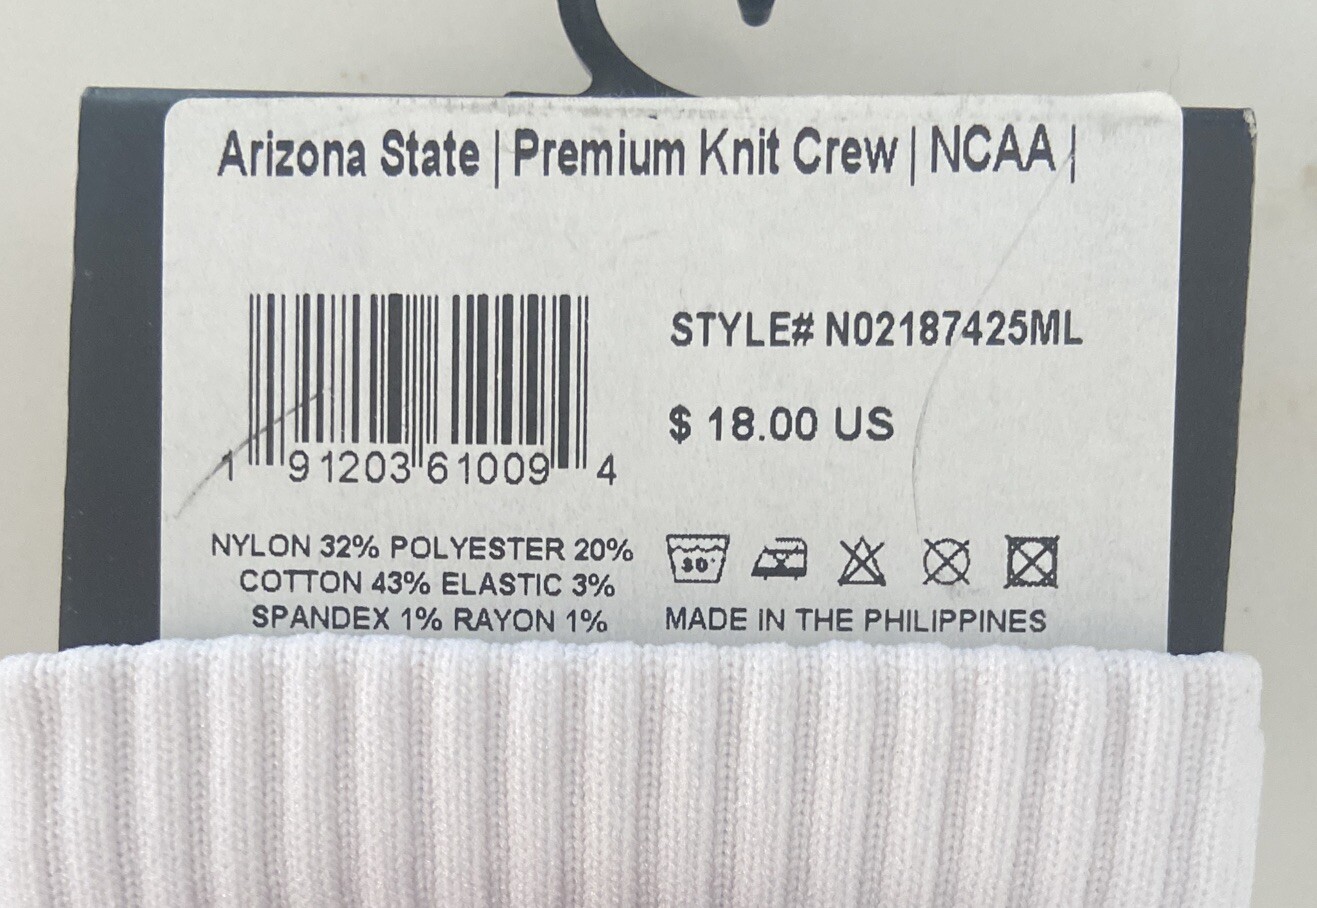 Arizona State | Premium Knit Crew | NCAA |
STYLE# N02187425ML
$ 18.00 US
1 91203 61009 4
NYLON 32% POLYESTER 20%
COTTON 43% ELASTIC 3%
SPANDEX 1% RAYON 1%
30°
MADE IN THE PHILIPPINES